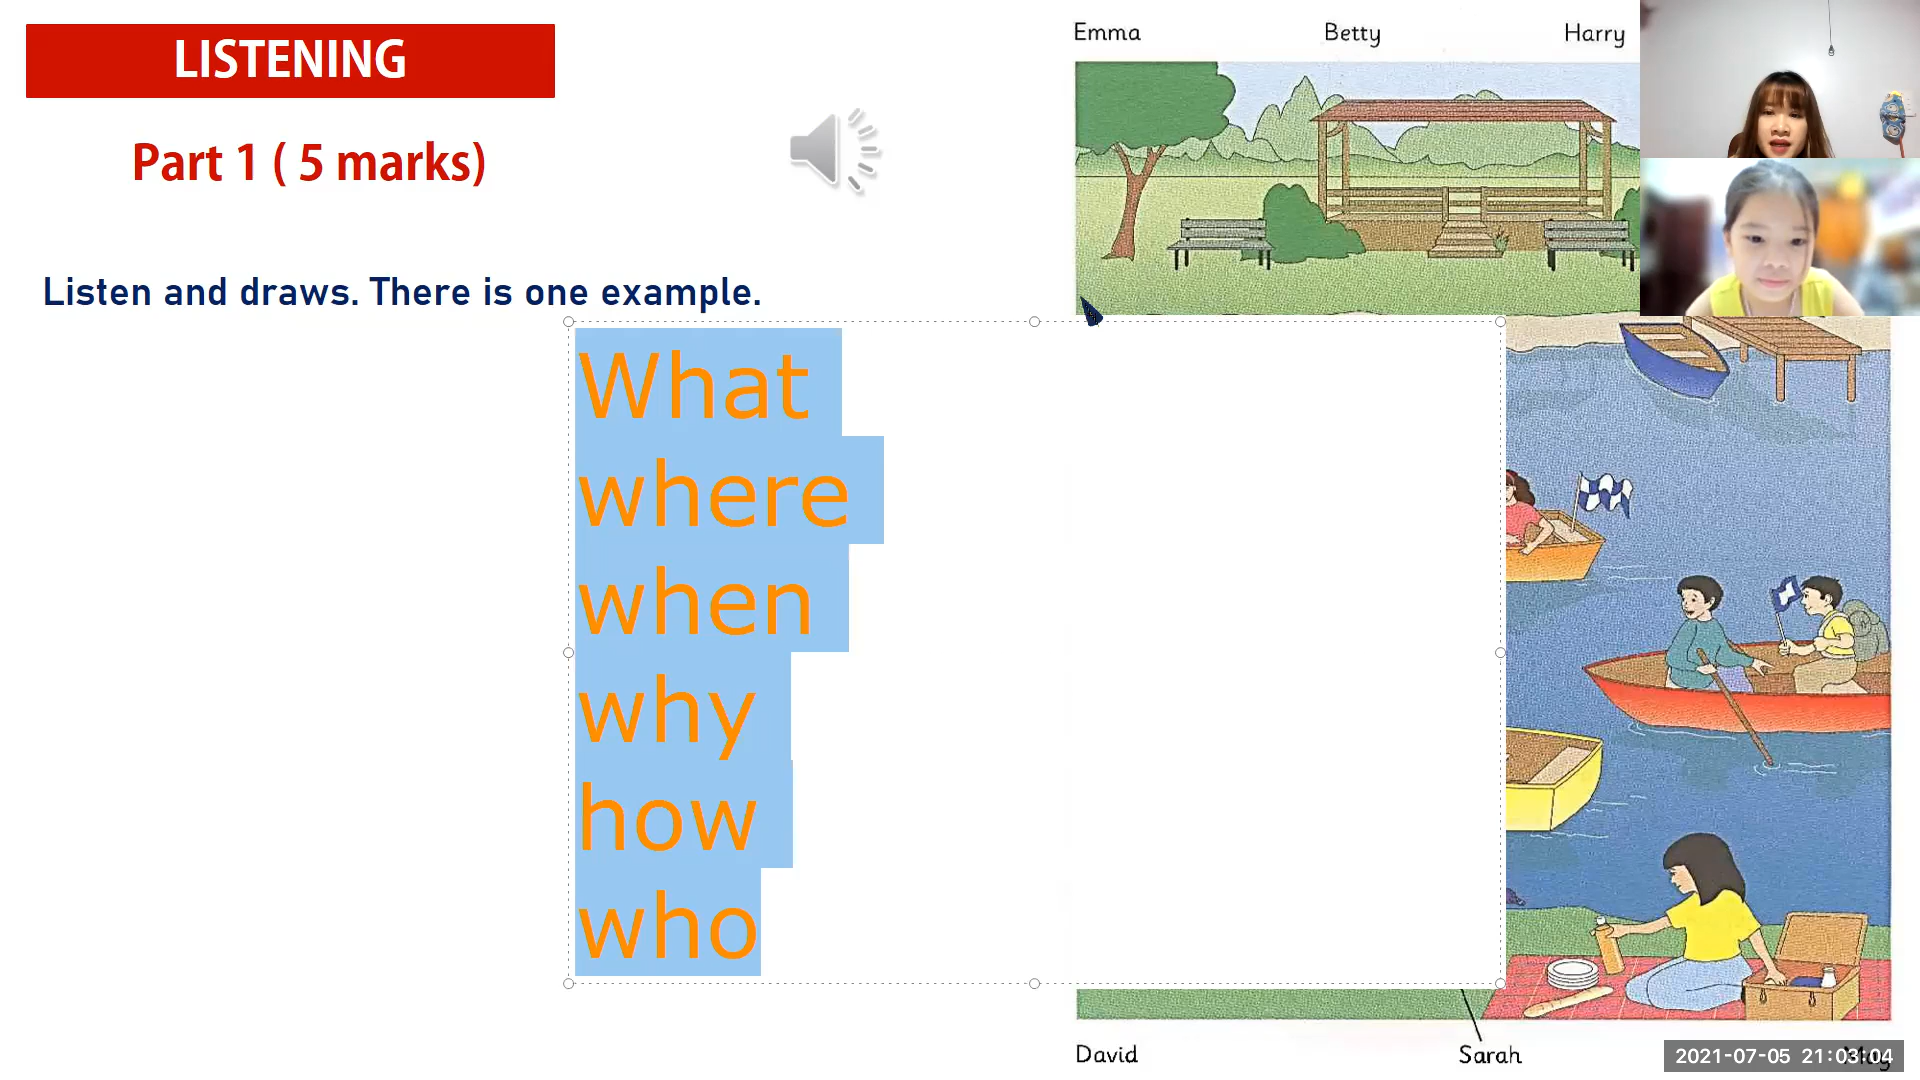 LISTENING
Part 1 ( 5 marks)
Listen and draws. There is one example.
Emma Betty Harry
What
where
when
why
how
who
David Sarah
2021-07-05 21:03:04